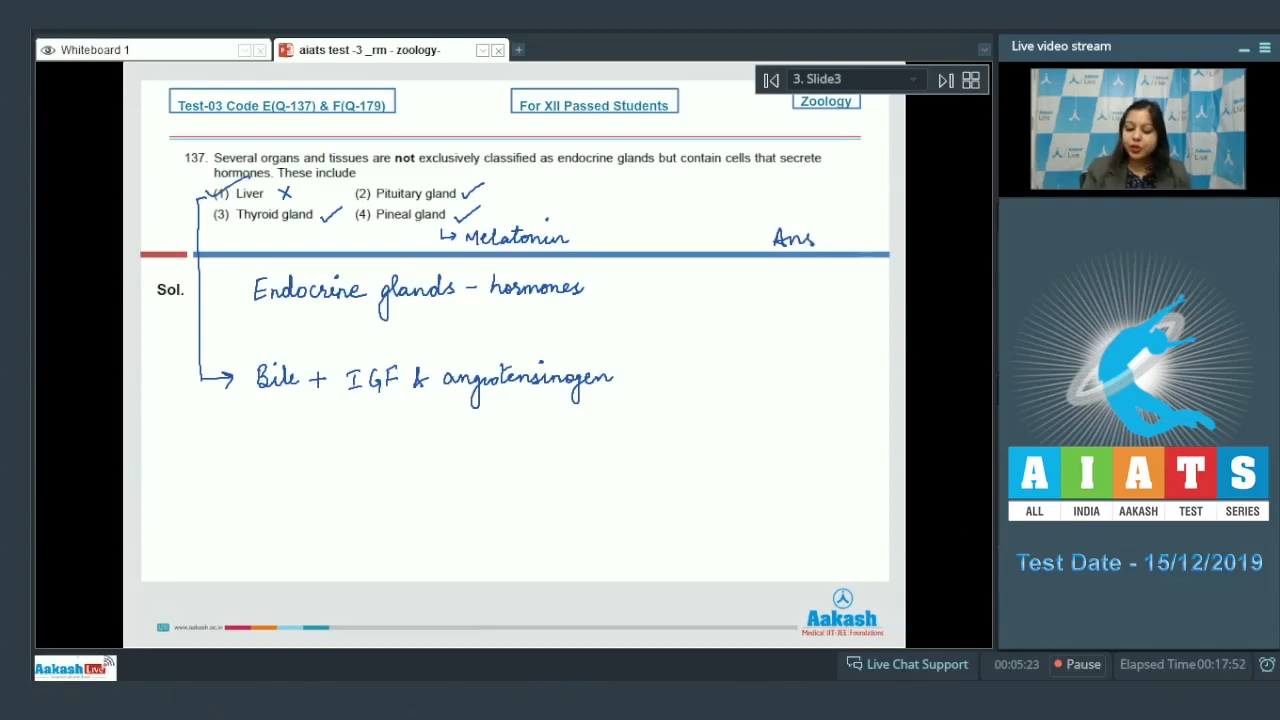 Whiteboard 1
aiats test -3 _rm - zoology-
Live video stream
3. Slide3
Test-03 Code E(Q-137) & F(Q-179)
For XII Passed Students
Zoology
137. Several organs and tissues are not exclusively classified as endocrine glands but contain cells that secrete
hormones. These include
(1) Liver X (2) Pituitary gland
(3) Thyroid gland (4) Pineal gland
Melatonin
Ans
Sol.
Endocrine glands - hormones
Bile + IGF & angiotensinogen
A I A T S
ALL INDIA AAKASH TEST SERIES
Test Date - 15/12/2019
www.aakash.ac.in
Aakash
Medical IIT-JEE Foundations
Aakash Live
Live Chat Support
00:05:23
Pause
Elapsed Time 00:17:52